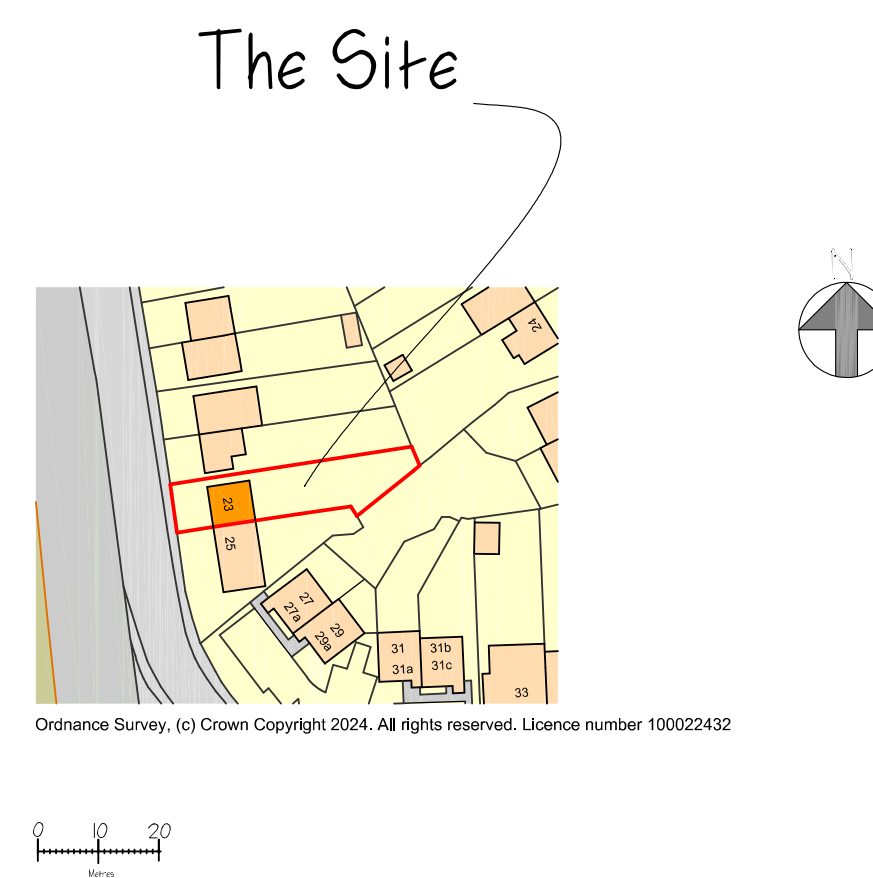 The Site
N
24
23
25
27
27a
29
29a
31
31b
31a
31c
33
Ordnance Survey, (c) Crown Copyright 2024. All rights reserved. Licence number 100022432
0 10 20
Metres